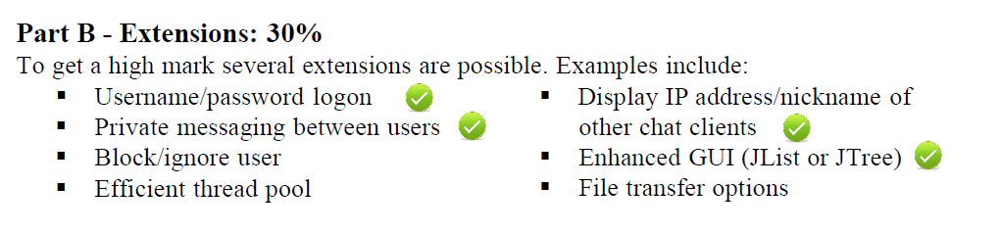 Part B - Extensions: 30%
To get a high mark several extensions are possible. Examples include:
▪ Username/password logon
▪ Private messaging between users
▪ Block/ignore user
▪ Efficient thread pool
▪ Display IP address/nickname of
other chat clients
▪ Enhanced GUI (JList or JTree)
▪ File transfer options